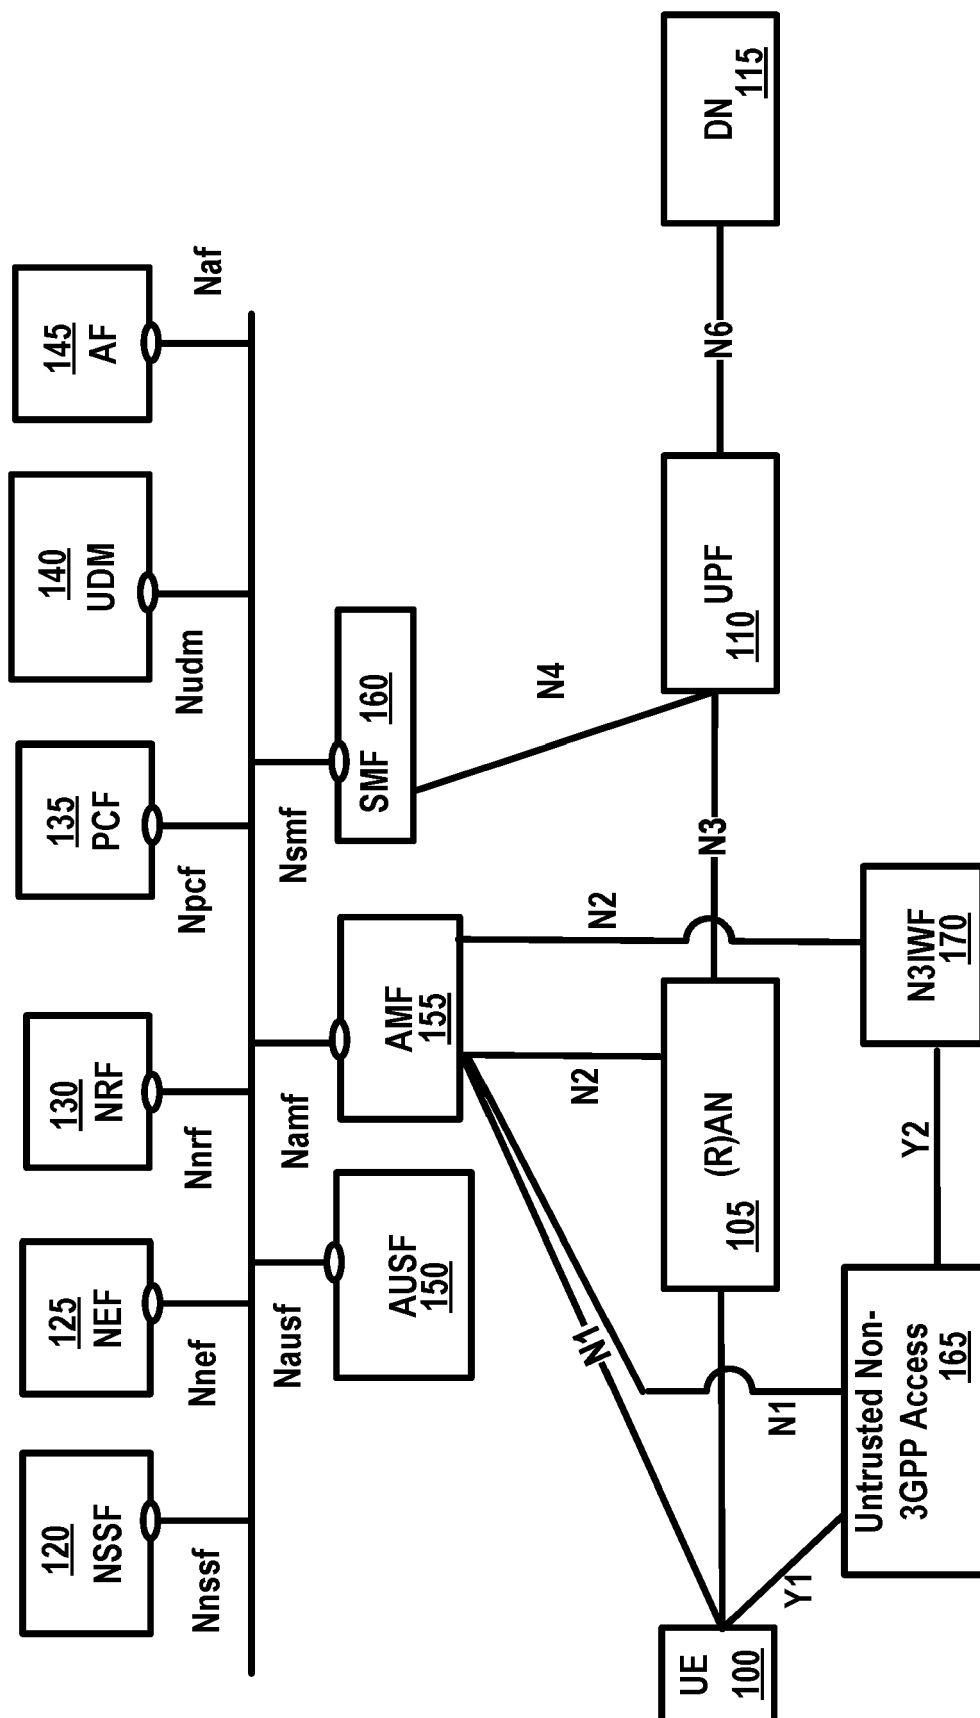 120
NSSF
125
NEF
130
NRF
135
PCF
140
UDM
145
AF
Nnssf
Nnef
Nnrf
Npcf
Nudm
Naf
Nausf
Namf
Nsmf
AUSF
150
AMF
155
SMF 160
N1
N2
N2
N4
UE
100
(R)AN
105
N3
UPF
110
N6
DN
115
Y1
N1
Untrusted Non-
3GPP Access
165
Y2
N3IWF
170